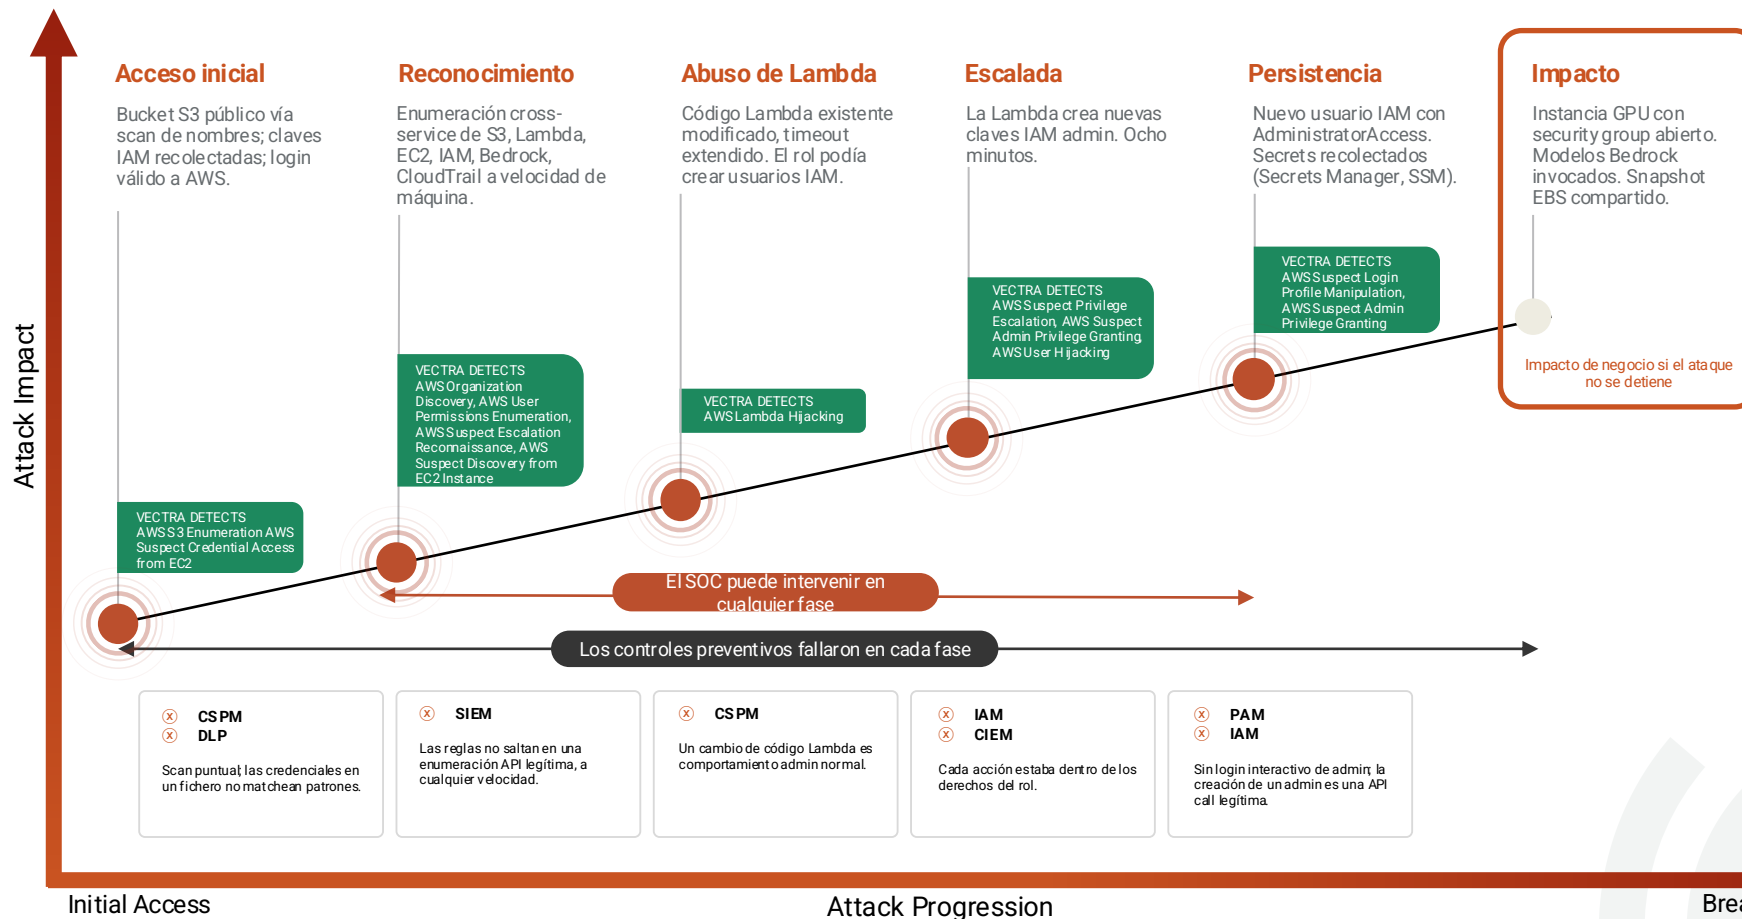 Acceso inicial
Bucket S3 público vía
scan de nombres; claves
IAM recolectadas; login
válido a AWS.
Reconocimiento
Enumeración cross-
service de S3, Lambda,
EC2, IAM, Bedrock,
CloudTrail a velocidad de
máquina.
Abuso de Lambda
Código Lambda existente
modificado, timeout
extendido. El rol podía
crear usuarios IAM.
Escalada
La Lambda crea nuevas
claves IAM admin. Ocho
minutos.
Persistencia
Nuevo usuario IAM con
AdministratorAccess.
Secrets recolectados
(Secrets Manager, SSM).
Impacto
Instancia GPU con
security group abierto.
Modelos Bedrock
invocados. Snapshot
EBS compartido.
VECTRA DETECTS
AWS S3 Enumeration AWS
Suspect Credential Access
from EC2
VECTRA DETECTS
AWS Organization
Discovery, AWS User
Permissions Enumeration,
AWS Suspect Escalation
Reconnaissance, AWS
Suspect Discovery from
EC2 Instance
VECTRA DETECTS
AWS Lambda Hijacking
VECTRA DETECTS
AWS Suspect Privilege
Escalation, AWS Suspect
Admin Privilege Granting,
AWS User Hijacking
VECTRA DETECTS
AWS Suspect Login
Profile Manipulation,
AWS Suspect Admin
Privilege Granting
Impacto de negocio si el ataque
no se detiene
Attack Impact
El SOC puede intervenir en
cualquier fase
Los controles preventivos fallaron en cada fase
x CSPM
x DLP
Scan puntual; las credenciales en
un fichero no matchean patrones.
x SIEM
Las reglas no saltan en una
enumeración API legítima, a
cualquier velocidad.
x CSPM
Un cambio de código Lambda es
comportamiento admin normal.
x IAM
x CIEM
Cada acción estaba dentro de los
derechos del rol.
x PAM
x IAM
Sin login interactivo de admin; la
creación de un admin es una API
call legítima.
Initial Access
Attack Progression
Brea